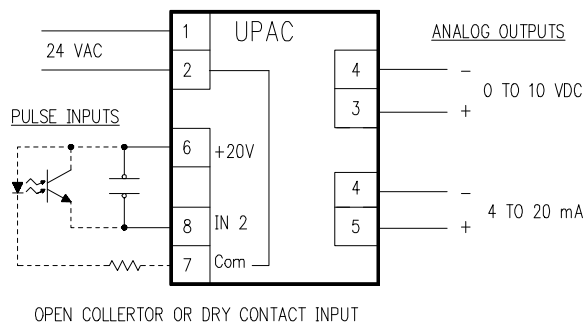 1
UPAC
ANALOG OUTPUTS
24 VAC
2
4
−
0 TO 10 VDC
3
+
PULSE INPUTS
6
+20V
4
−
4 TO 20 mA
8
IN 2
5
+
7
Com
OPEN COLLERTOR OR DRY CONTACT INPUT